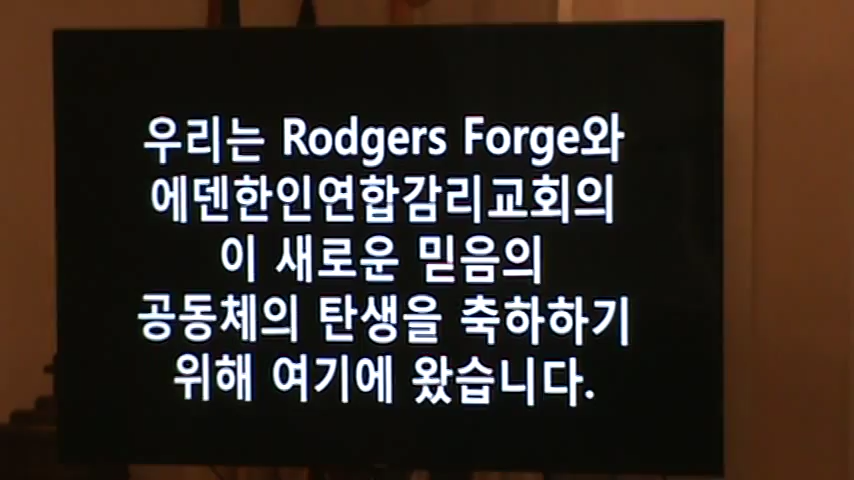 우리는 Rodgers Forge와
에덴한인연합감리교회의
이 새로운 믿음의
공동체의 탄생을 축하하기
위해 여기에 왔습니다.